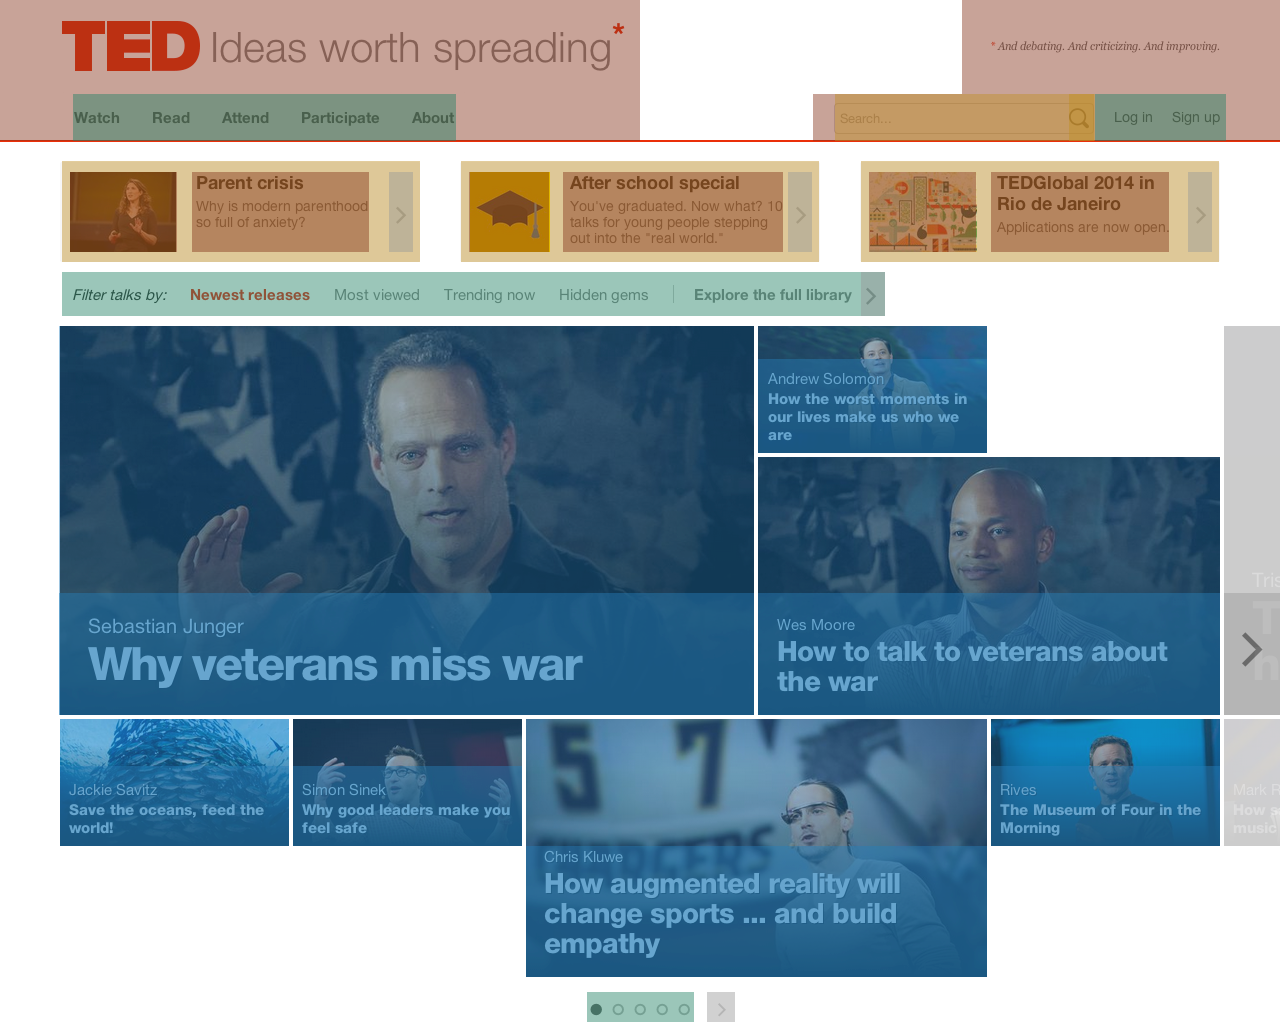 TED Ideas worth spreading*
* And debating. And criticizing. And improving.
Watch Read Attend Participate About
Search...
Log in Sign up
Parent crisis
Why is modern parenthood
so full of anxiety?
After school special
You've graduated. Now what? 10
talks for young people stepping
out into the "real world."
TEDGlobal 2014 in
Rio de Janeiro
Applications are now open.
Filter talks by: Newest releases Most viewed Trending now Hidden gems Explore the full library
Andrew Solomon
How the worst moments in
our lives make us who we
are
Sebastian Junger
Why veterans miss war
Wes Moore
How to talk to veterans about
the war
Jackie Savitz
Save the oceans, feed the
world!
Simon Sinek
Why good leaders make you
feel safe
Chris Kluwe
How augmented reality will
change sports ... and build
empathy
Rives
The Museum of Four in the
Morning
Mark
How
music